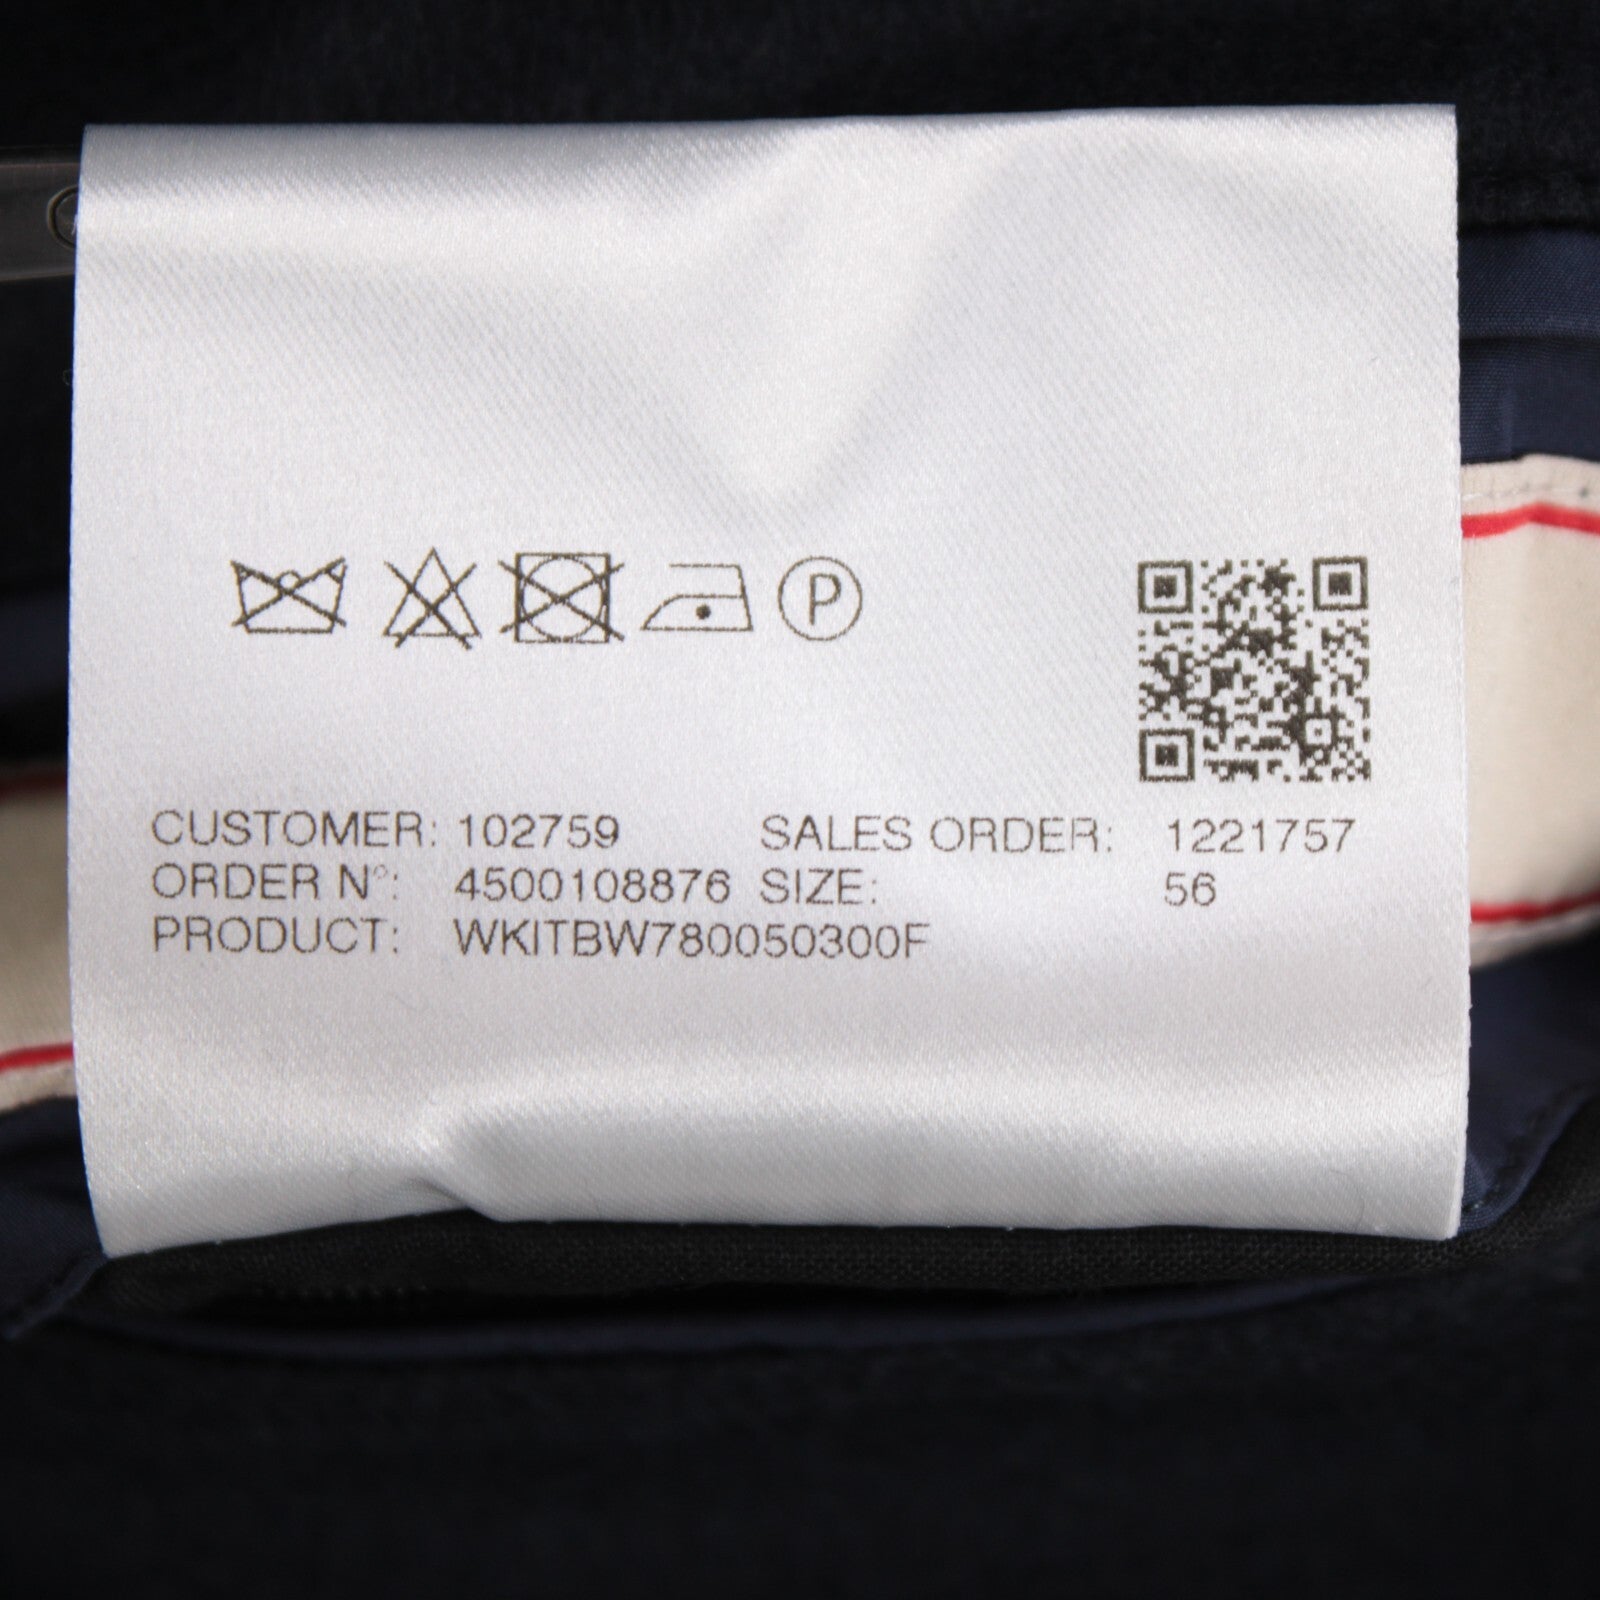 P
CUSTOMER: 102759 SALES ORDER: 1221757
ORDER N°: 4500108876 SIZE: 56
PRODUCT: WKITBW780050300F